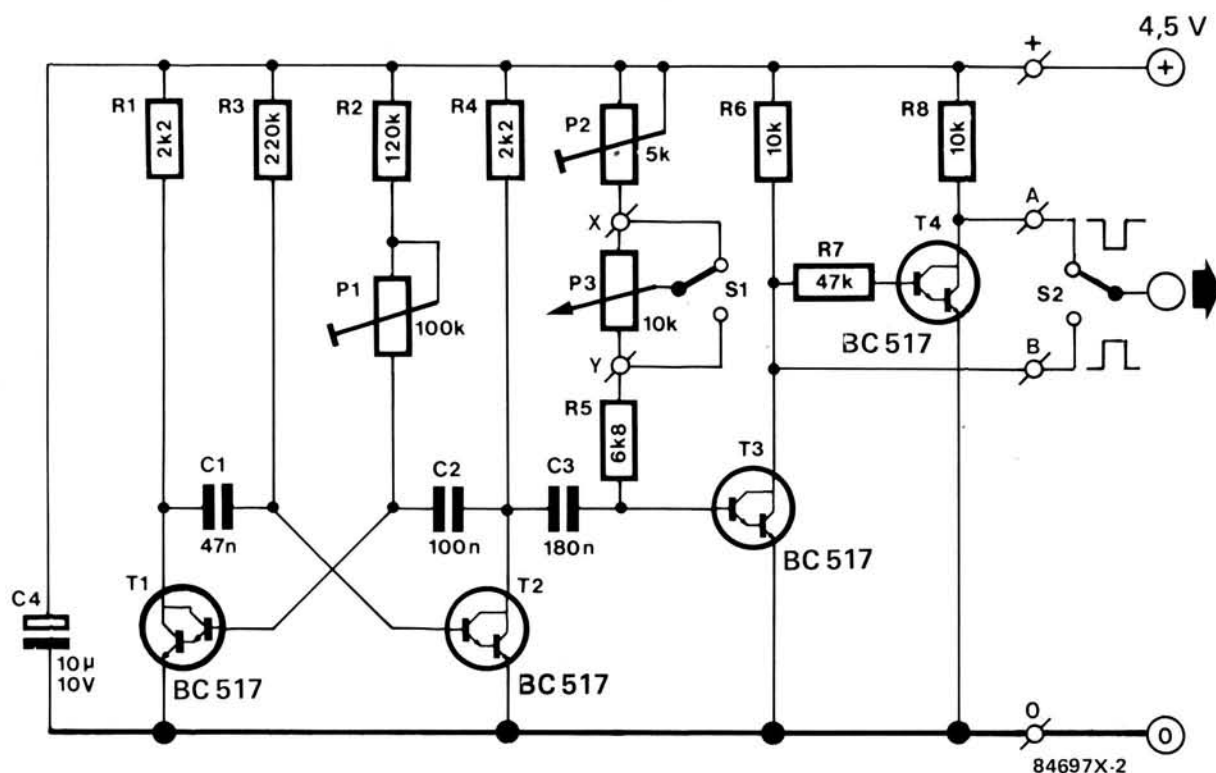 4,5 V
+
+
R1
2k2
R3
220k
R2
120k
R4
2k2
P2
5k
R6
10k
R8
10k
X
P3
10k
S1
Y
P1
100k
R7
47k
T4
BC 517
A
S2
B
R5
6k8
C1
47n
C2
100n
C3
180n
T3
BC 517
T1
BC 517
T2
BC 517
C4
10µ
10V
0
0
84697X-2